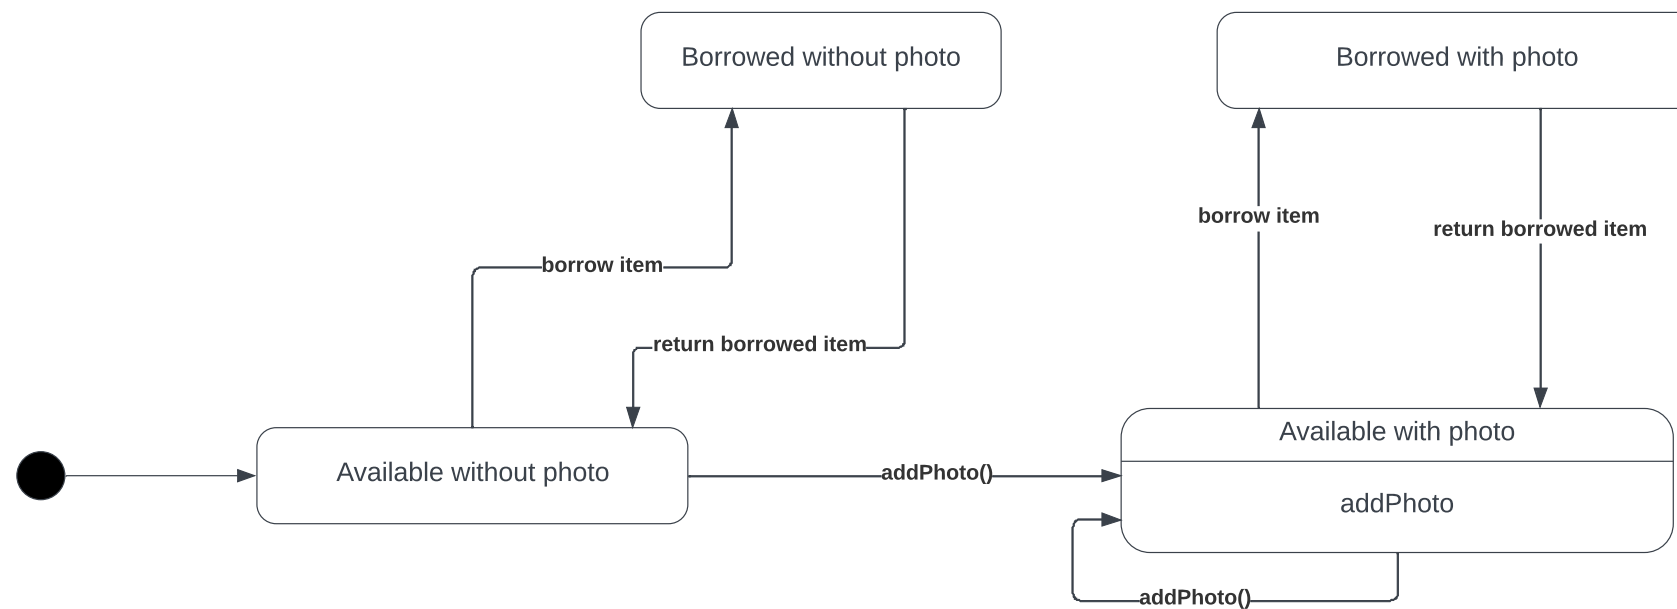 Borrowed without photo
Borrowed with photo
borrow item
return borrowed item
borrow item
return borrowed item
Available without photo
addPhoto()
Available with photo
addPhoto
addPhoto()